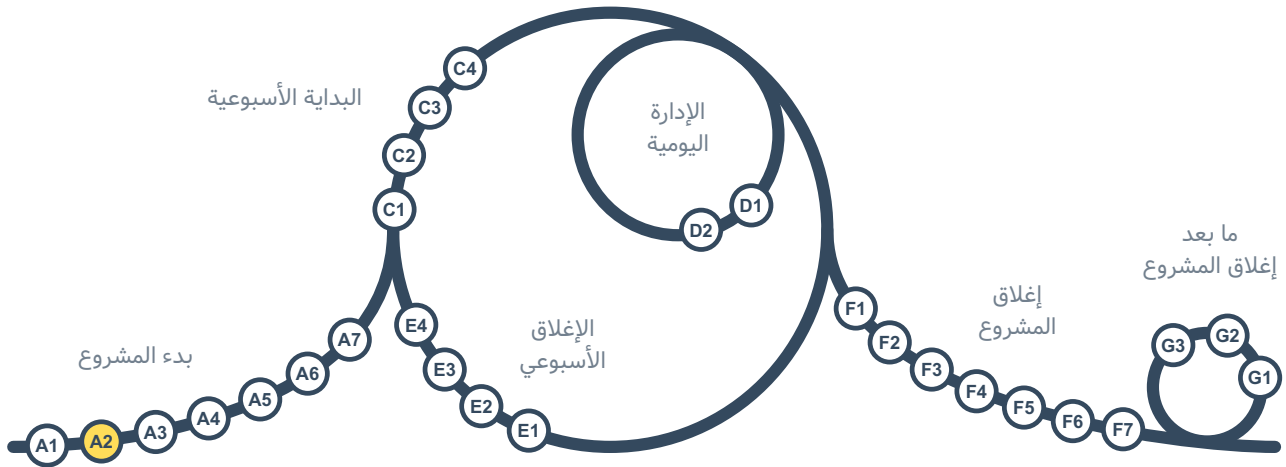 البداية الأسبوعية
C4
C3
C2
C1
الإدارة
اليومية
D1
D2
ما بعد
إغلاق المشروع
G3
G2
G1
إغلاق
المشروع
F1
F2
F3
F4
F5
F6
F7
الإغلاق
الأسبوعي
E4
E3
E2
E1
بدء المشروع
A1
A2
A3
A4
A5
A6
A7